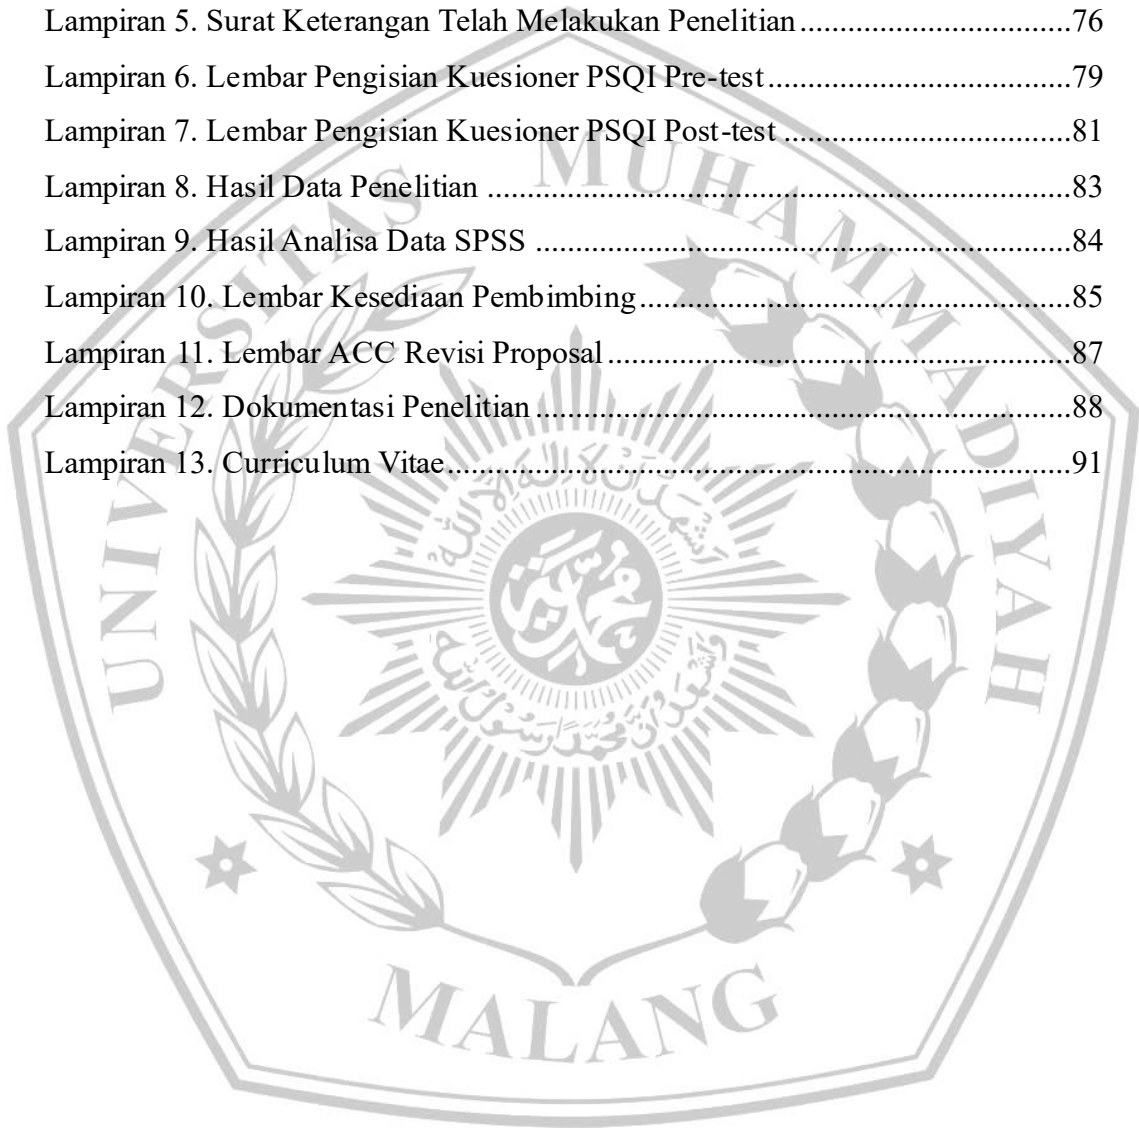 Lampiran 5. Surat Keterangan Telah Melakukan Penelitian..................................76
Lampiran 6. Lembar Pengisian Kuesioner PSQI Pre-test......................................79
Lampiran 7. Lembar Pengisian Kuesioner PSQI Post-test ....................................81
Lampiran 8. Hasil Data Penelitian .........................................................................83
Lampiran 9. Hasil Analisa Data SPSS ...................................................................84
Lampiran 10. Lembar Kesediaan Pembimbing......................................................85
Lampiran 11. Lembar ACC Revisi Proposal..........................................................87
Lampiran 12. Dokumentasi Penelitian ...................................................................88
Lampiran 13. Curriculum Vitae..............................................................................91
UNIVERSITAS MUHAMMADIYAH
MALANG